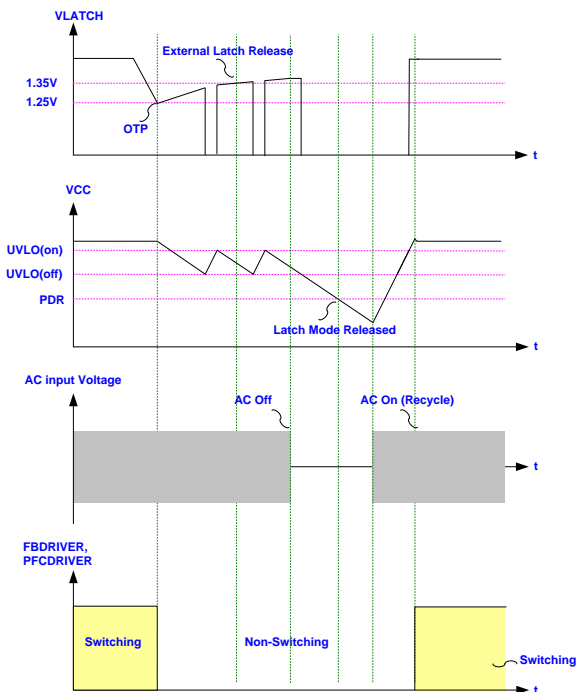 VLATCH
External Latch Release
1.35V
1.25V
OTP
t
VCC
UVLO(on)
UVLO(off)
PDR
Latch Mode Released
t
AC input Voltage
AC Off
AC On (Recycle)
t
FBDRIVER,
PFCDRIVER
Switching
Non-Switching
Switching
t